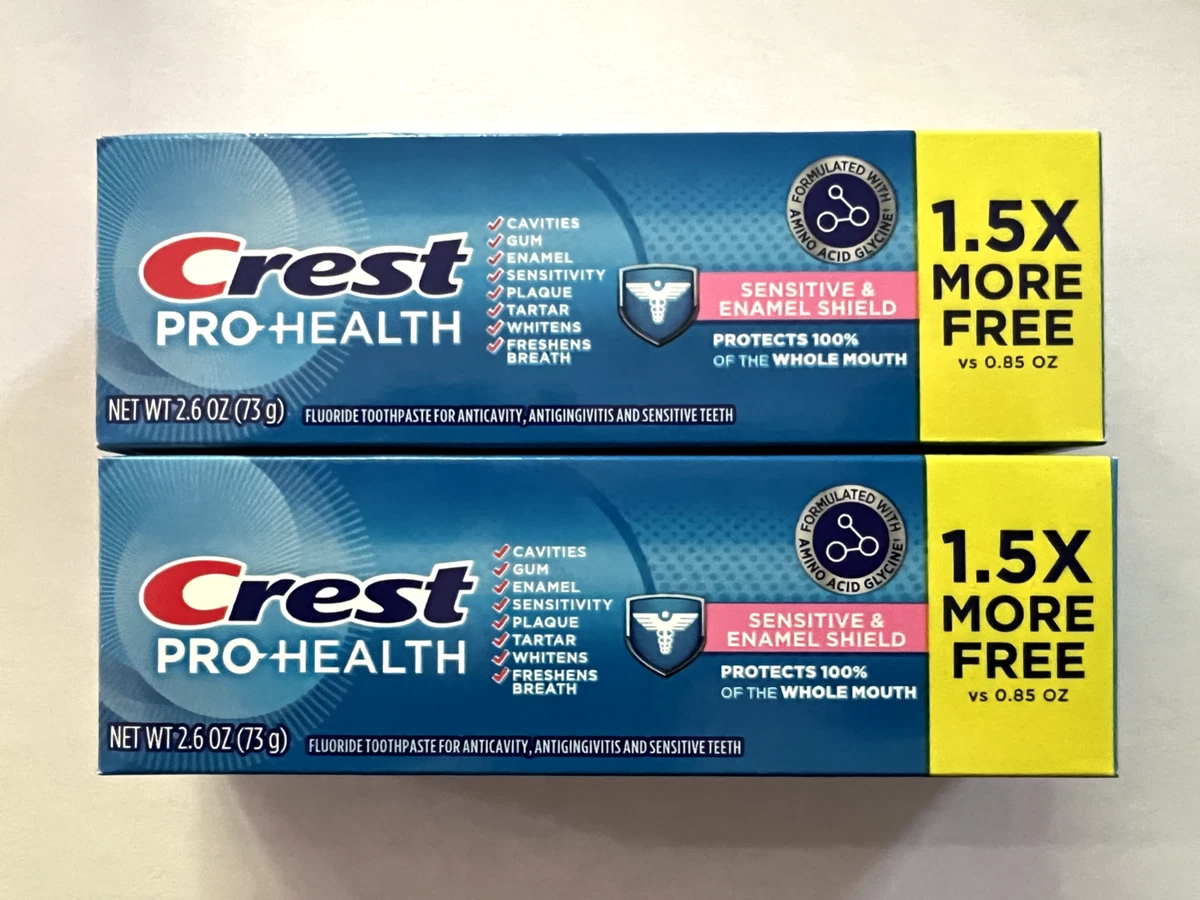 FORMULATED WITH
AMINO ACID GLYCINE!
Crest
PRO-HEALTH
CAVITIES
GUM
ENAMEL
SENSITIVITY
PLAQUE
TARTAR
WHITENS
FRESHENS
BREATH
SENSITIVE &
ENAMEL SHIELD
PROTECTS 100%
OF THE WHOLE MOUTH
1.5X
MORE
FREE
vs 0.85 OZ
NET WT 2.6 OZ (73 g)
FLUORIDE TOOTHPASTE FOR ANTICAVITY, ANTIGINGIVITIS AND SENSITIVE TEETH
FORMULATED WITH
AMINO ACID GLYCINE!
Crest
PRO-HEALTH
CAVITIES
GUM
ENAMEL
SENSITIVITY
PLAQUE
TARTAR
WHITENS
FRESHENS
BREATH
SENSITIVE &
ENAMEL SHIELD
PROTECTS 100%
OF THE WHOLE MOUTH
1.5X
MORE
FREE
vs 0.85 OZ
NET WT 2.6 OZ (73 g)
FLUORIDE TOOTHPASTE FOR ANTICAVITY, ANTIGINGIVITIS AND SENSITIVE TEETH